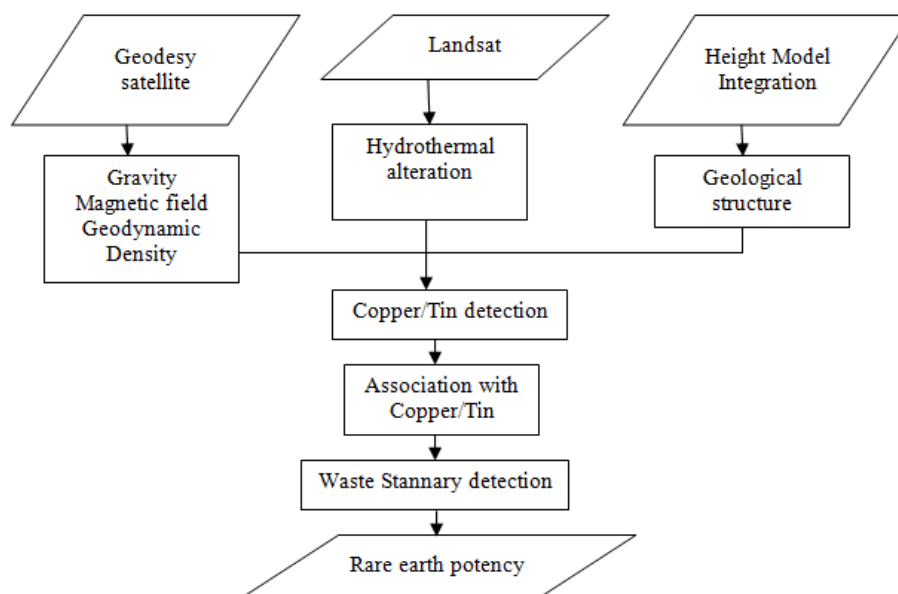 Geodesy
satellite
Landsat
Height Model
Integration
Gravity
Magnetic field
Geodynamic
Density
Hydrothermal
alteration
Geological
structure
Copper/Tin detection
Association with
Copper/Tin
Waste Stannary detection
Rare earth potency